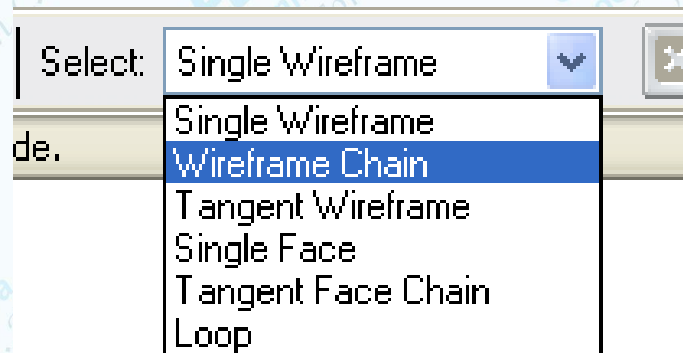 Select: Single Wireframe
Single Wireframe
de.
Wireframe Chain
Tangent Wireframe
Single Face
Tangent Face Chain
Loop